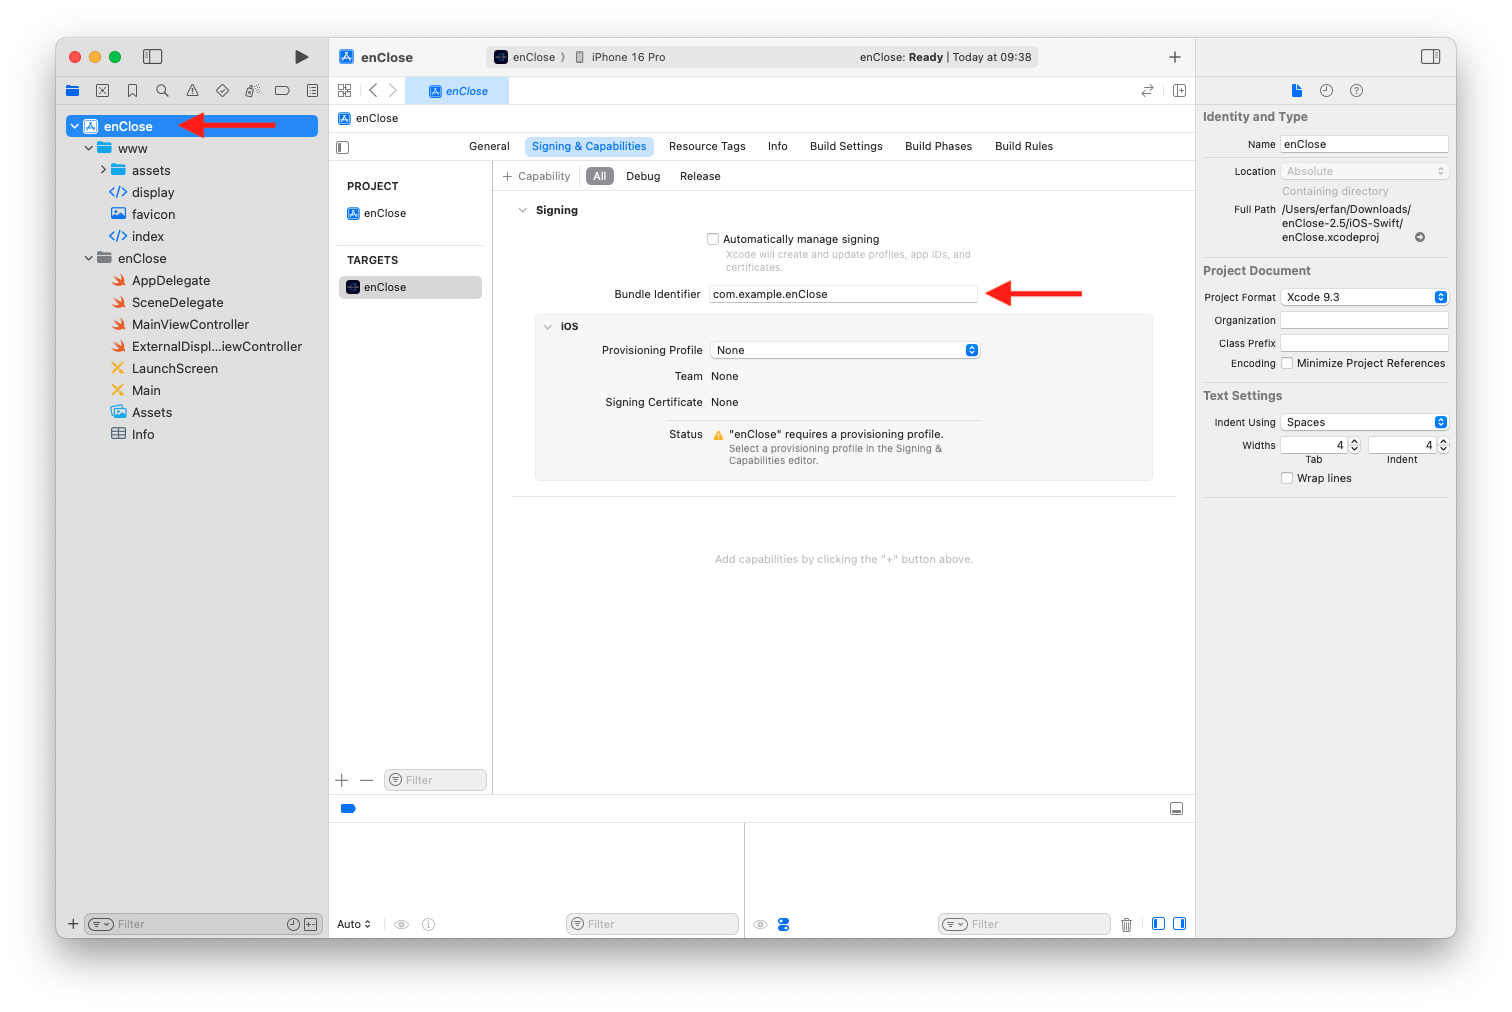 enClose
enClose
iPhone 16 Pro
enClose: Ready | Today at 09:38
enClose
enClose
enClose
www
assets
display
favicon
index
enClose
AppDelegate
SceneDelegate
MainViewController
ExternalDispl...iewController
LaunchScreen
Main
Assets
Info
Filter
General
Signing & Capabilities
Resource Tags
Info
Build Settings
Build Phases
Build Rules
PROJECT
enClose
TARGETS
enClose
Filter
+ Capability
All
Debug
Release
Signing
Automatically manage signing
Xcode will create and update profiles, app IDs, and
certificates.
Bundle Identifier com.example.enClose
iOS
Provisioning Profile None
Team None
Signing Certificate None
Status "enClose" requires a provisioning profile.
Select a provisioning profile in the Signing &
Capabilities editor.
Add capabilities by clicking the "+" button above.
Auto
Filter
Filter
Identity and Type
Name enClose
Location Absolute
Containing directory
Full Path /Users/erfan/Downloads/
enClose-2.5/iOS-Swift/
enClose.xcodeproj
Project Document
Project Format Xcode 9.3
Organization
Class Prefix
Encoding Minimize Project References
Text Settings
Indent Using Spaces
Widths 4 4
Tab Indent
Wrap lines